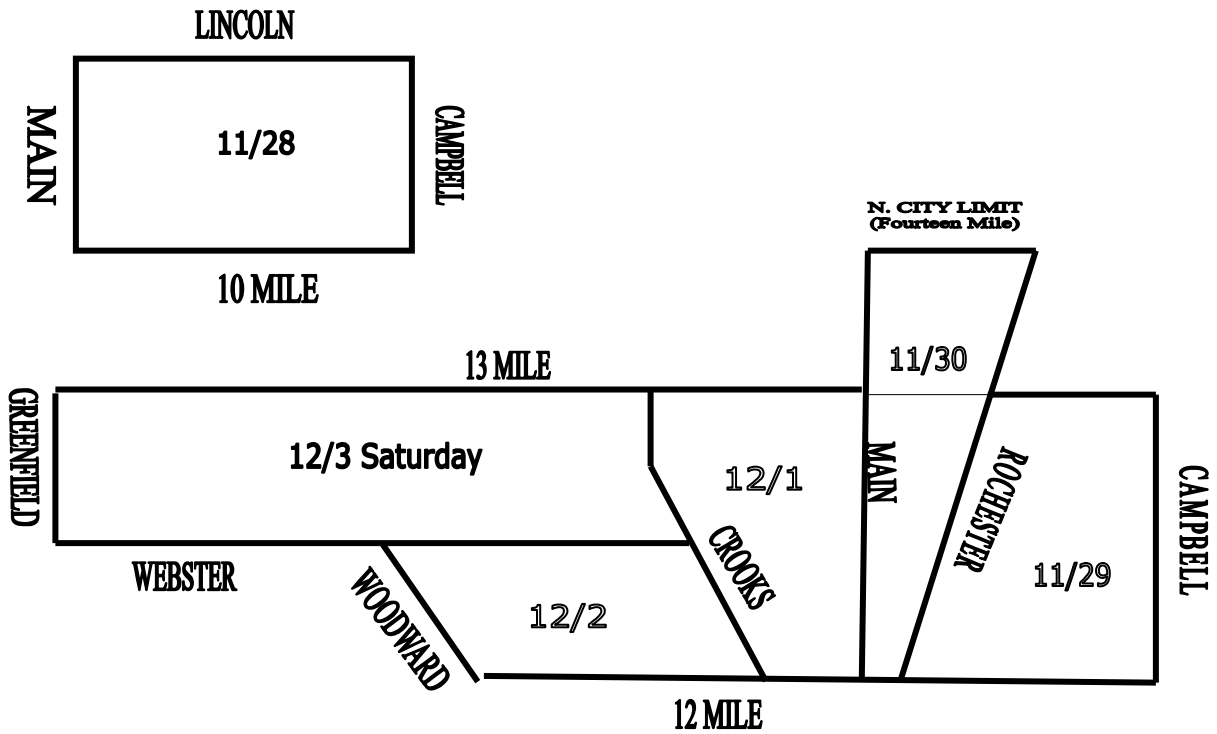 LINCOLN
MAIN
11/28
CAMPBELL
10 MILE
N. CITY LIMIT
(Fourteen Mile)
11/30
13 MILE
GREENFIELD
12/3 Saturday
12/1
MAIN
ROCHESTER
CAMPBELL
WEBSTER
WOODWARD
12/2
CROOKS
11/29
12 MILE